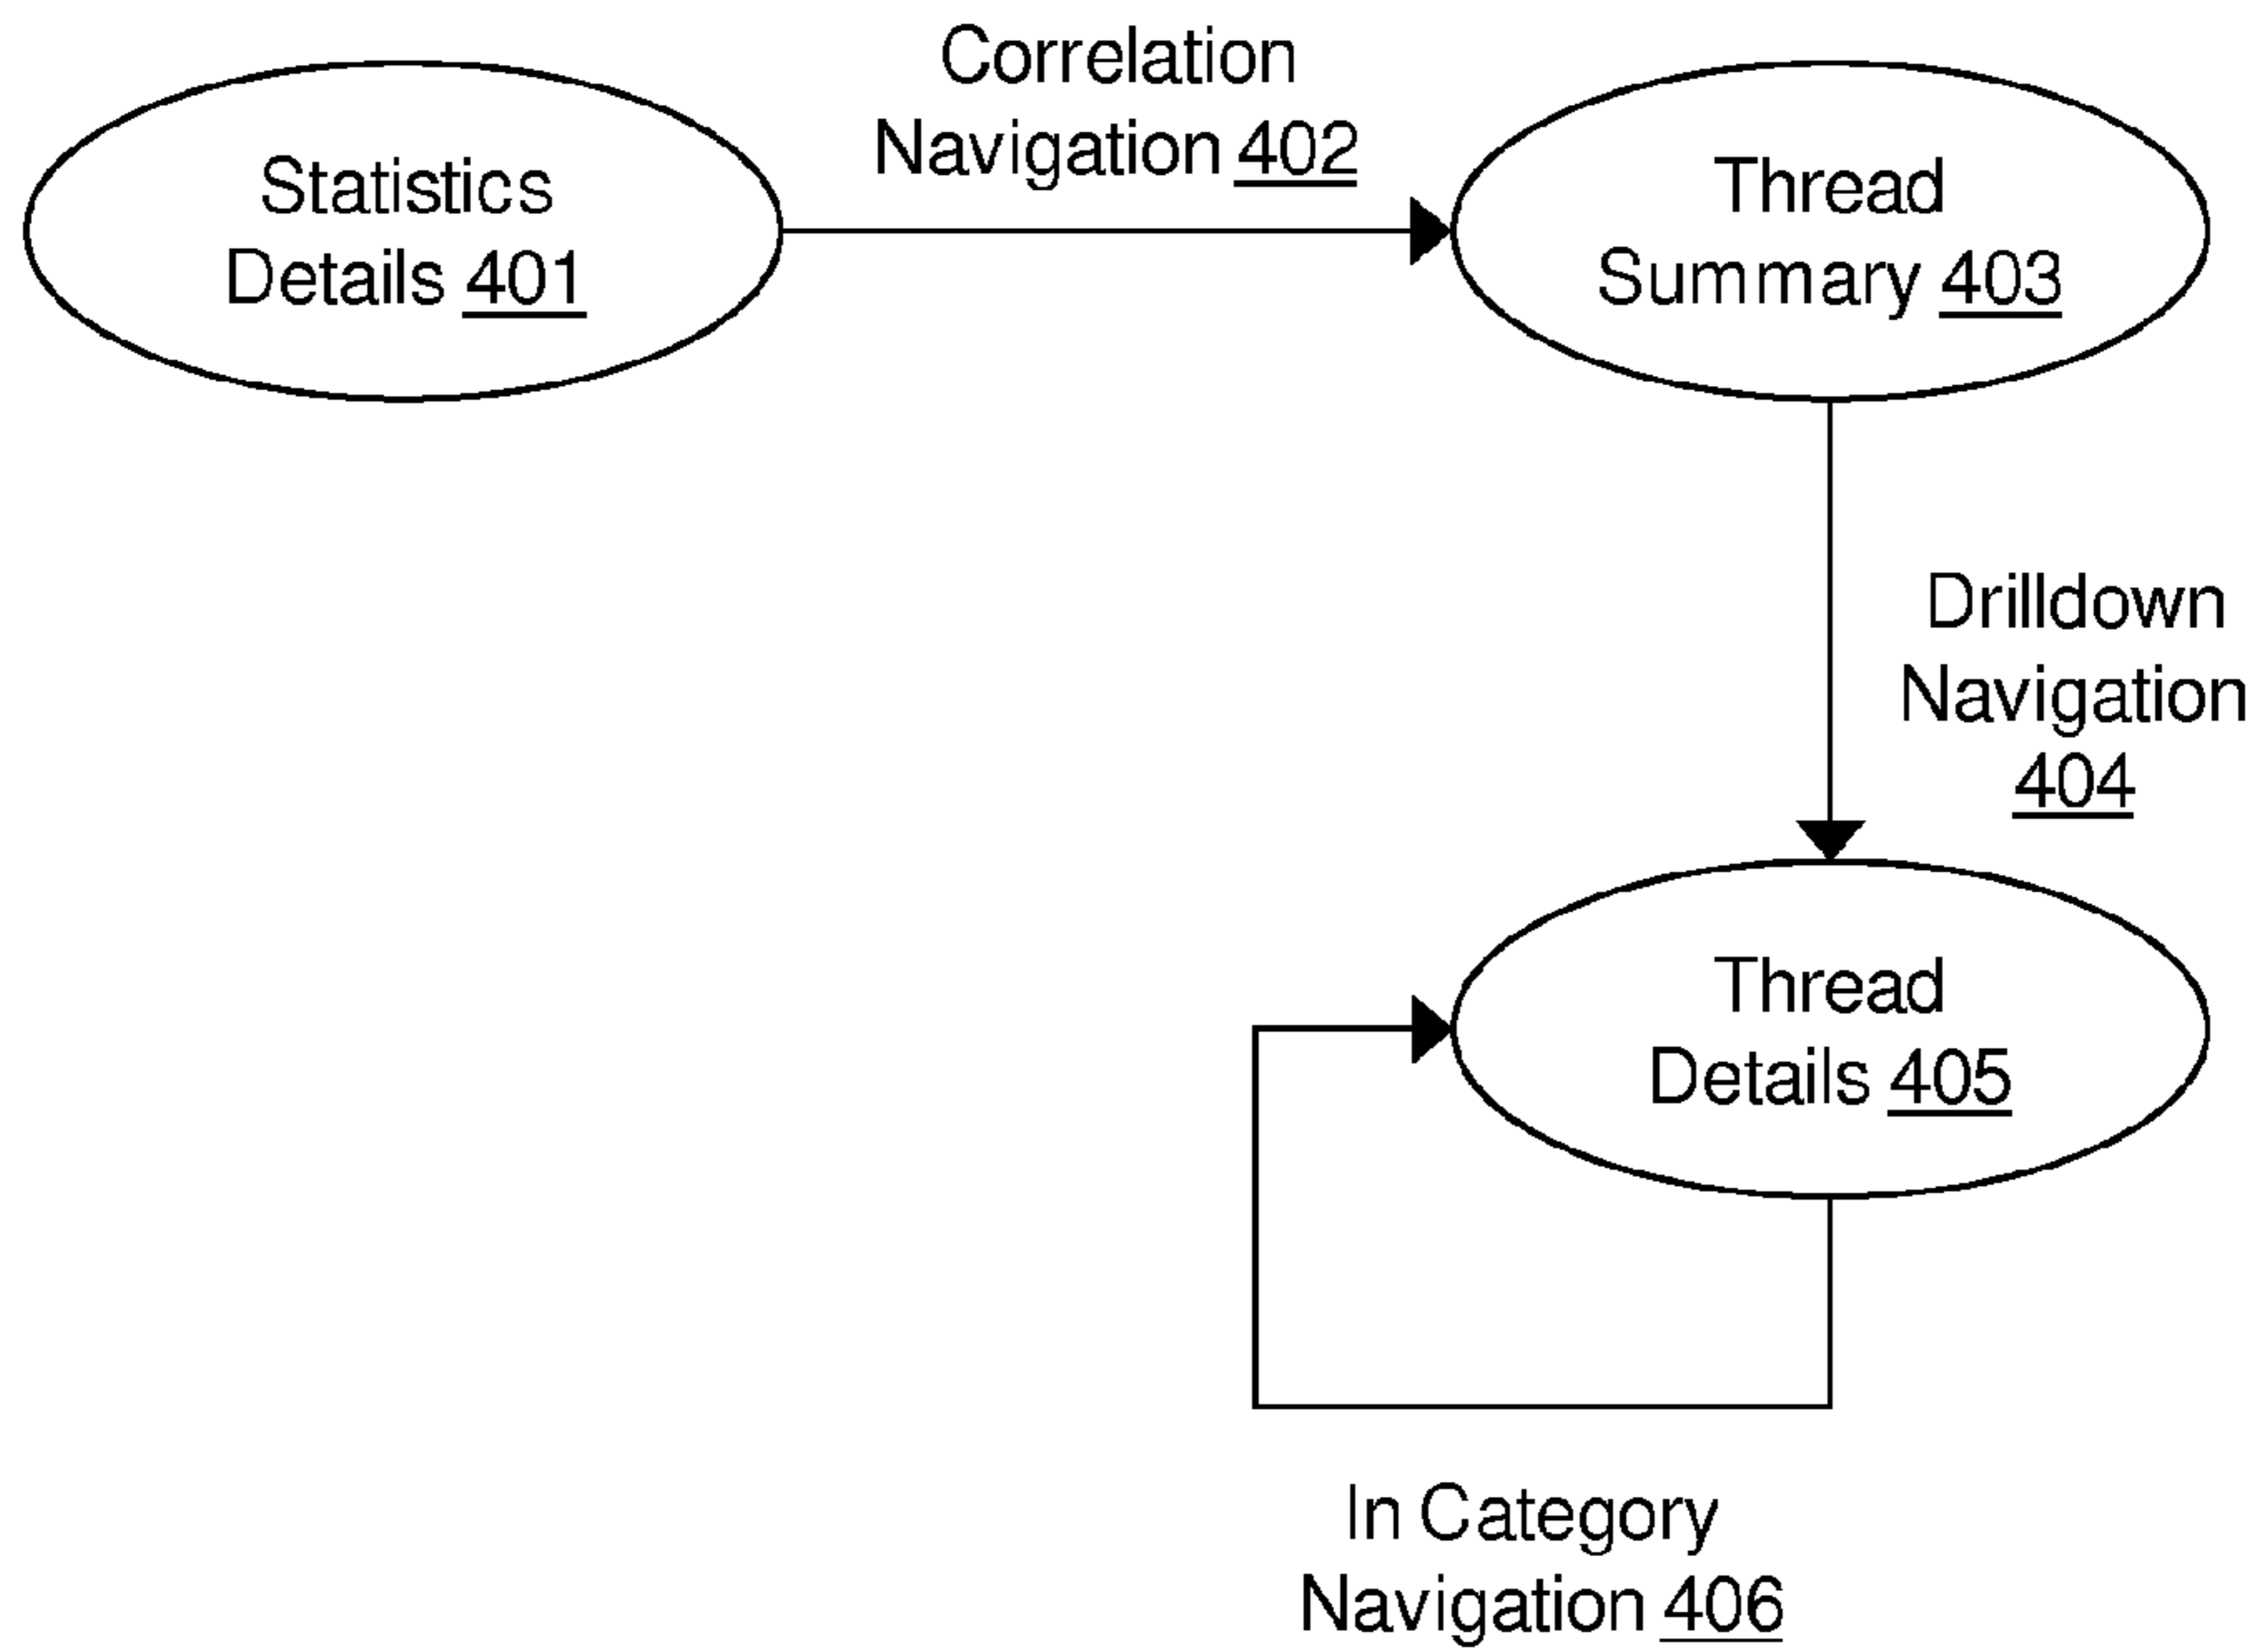 Statistics
Details 401
Correlation
Navigation 402
Thread
Summary 403
Drilldown
Navigation
404
Thread
Details 405
In Category
Navigation 406